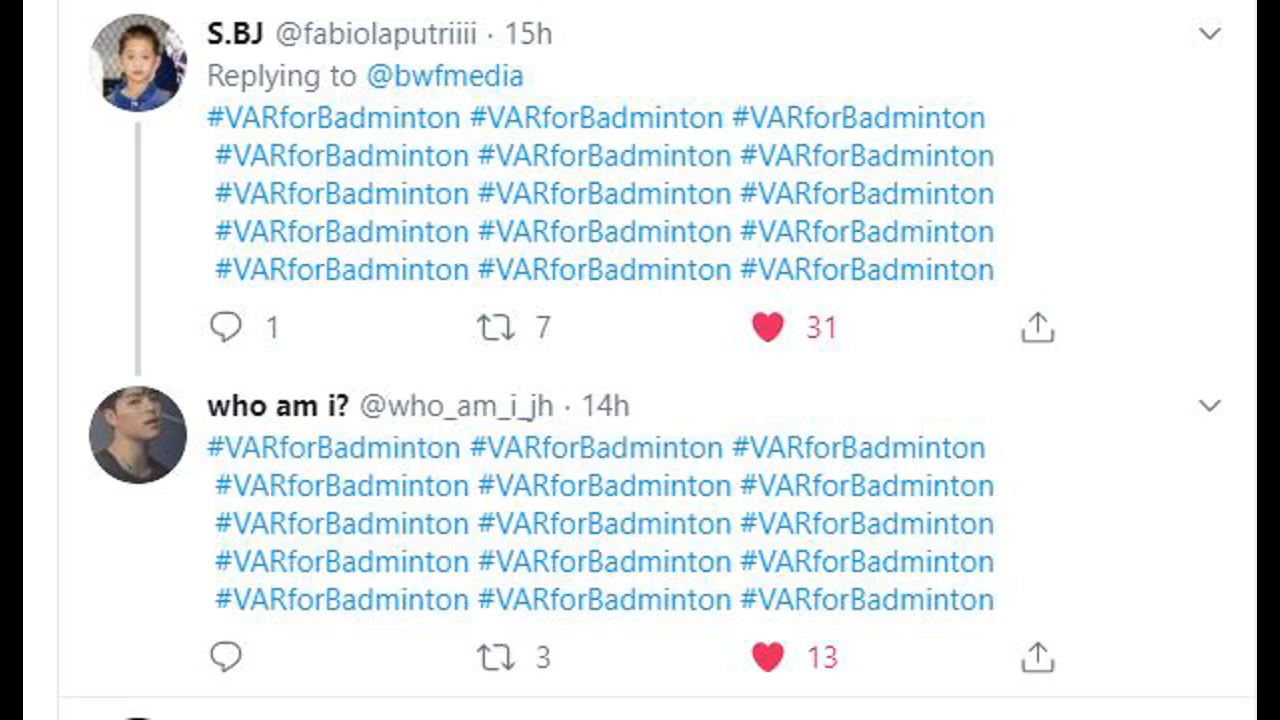 S.BJ @fabiolaputriiii · 15h
Replying to @bwfmedia
#VARforBadminton #VARforBadminton #VARforBadminton
#VARforBadminton #VARforBadminton #VARforBadminton
#VARforBadminton #VARforBadminton #VARforBadminton
#VARforBadminton #VARforBadminton #VARforBadminton
#VARforBadminton #VARforBadminton #VARforBadminton
1 7 31
who am i? @who_am_i_jh · 14h
#VARforBadminton #VARforBadminton #VARforBadminton
#VARforBadminton #VARforBadminton #VARforBadminton
#VARforBadminton #VARforBadminton #VARforBadminton
#VARforBadminton #VARforBadminton #VARforBadminton
#VARforBadminton #VARforBadminton #VARforBadminton
3 13